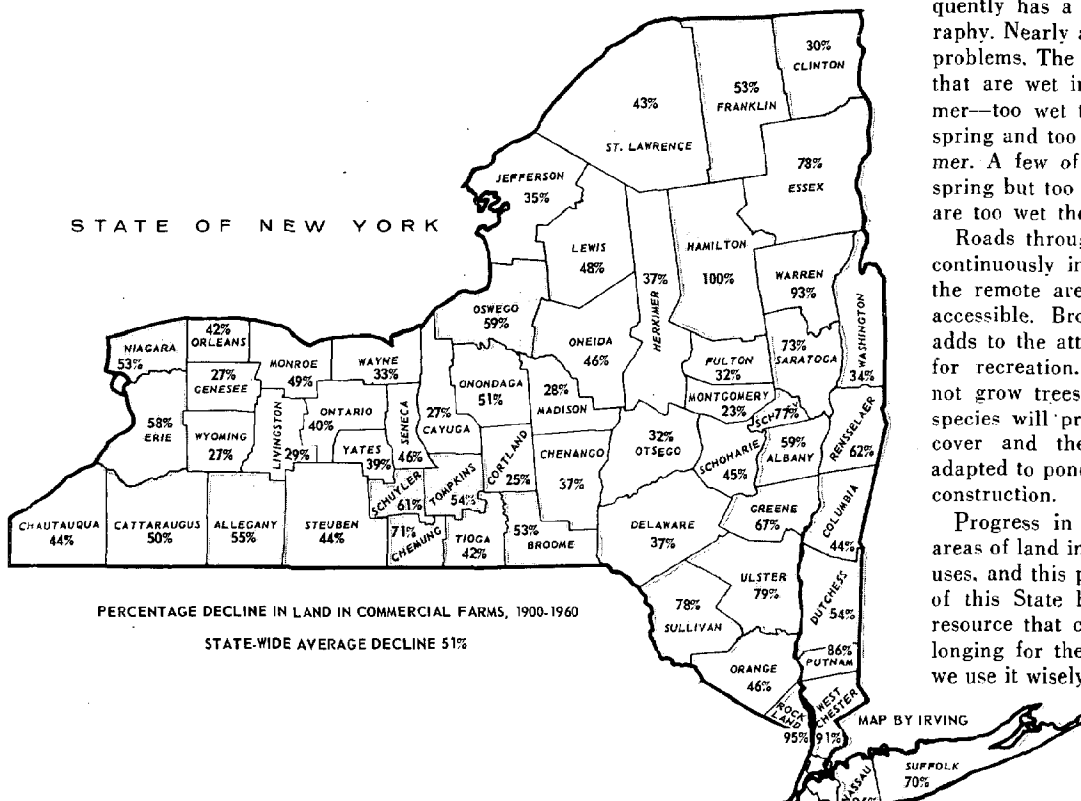 quently has a
raphy. Nearly
problems. The
that are wet
mer—too wet
spring and too
mer. A few of
spring but too
are too wet
Roads
continuously
the remote
accessible.
adds to the
for recreation.
not grow trees
species will
cover and the
adapted to
construction.
Progress in
areas of land
uses, and this
of this State
resource that
longing for the
we use it wisely
STATE OF NEW YORK
30%
CLINTON
53%
FRANKLIN
43%
ST. LAWRENCE
78%
ESSEX
JEFFERSON
35%
LEWIS
48%
37%
HERKIMER
HAMILTON
100%
WARREN
93%
WASHINGTON
34%
OSWEGO
59%
ONEIDA
46%
FULTON
32%
73%
SARATOGA
MONTGOMERY
23%
SCH
77%
NIAGARA
53%
42%
ORLEANS
MONROE
49%
WAYNE
33%
27%
GENESEE
58%
ERIE
WYOMING
27%
LIVINGSTON
29%
ONTARIO
40%
YATES
39%
SENECA
46%
27%
CAYUGA
ONONDAGA
51%
28%
MADISON
CORTLAND
25%
CHENANGO
37%
32%
OTSEGO
SCHOHARIE
45%
59%
ALBANY
RENSSELAER
62%
CHAUTAUQUA
44%
CATTARAUGUS
50%
ALLEGANY
55%
STEUBEN
44%
SCHUYLER
61%
TOMPKINS
54%
71%
CHEMUNG
TIOGA
42%
53%
BROOME
DELAWARE
37%
GREENE
67%
COLUMBIA
44%
ULSTER
79%
78%
SULLIVAN
DUTCHESS
54%
86%
PUTNAM
ORANGE
46%
ROCK
LAND
95%
WEST
CHESTER
91%
NASSAU
SUFFOLK
70%
PERCENTAGE DECLINE IN LAND IN COMMERCIAL FARMS, 1900-1960
STATE-WIDE AVERAGE DECLINE 51%
MAP BY IRVING